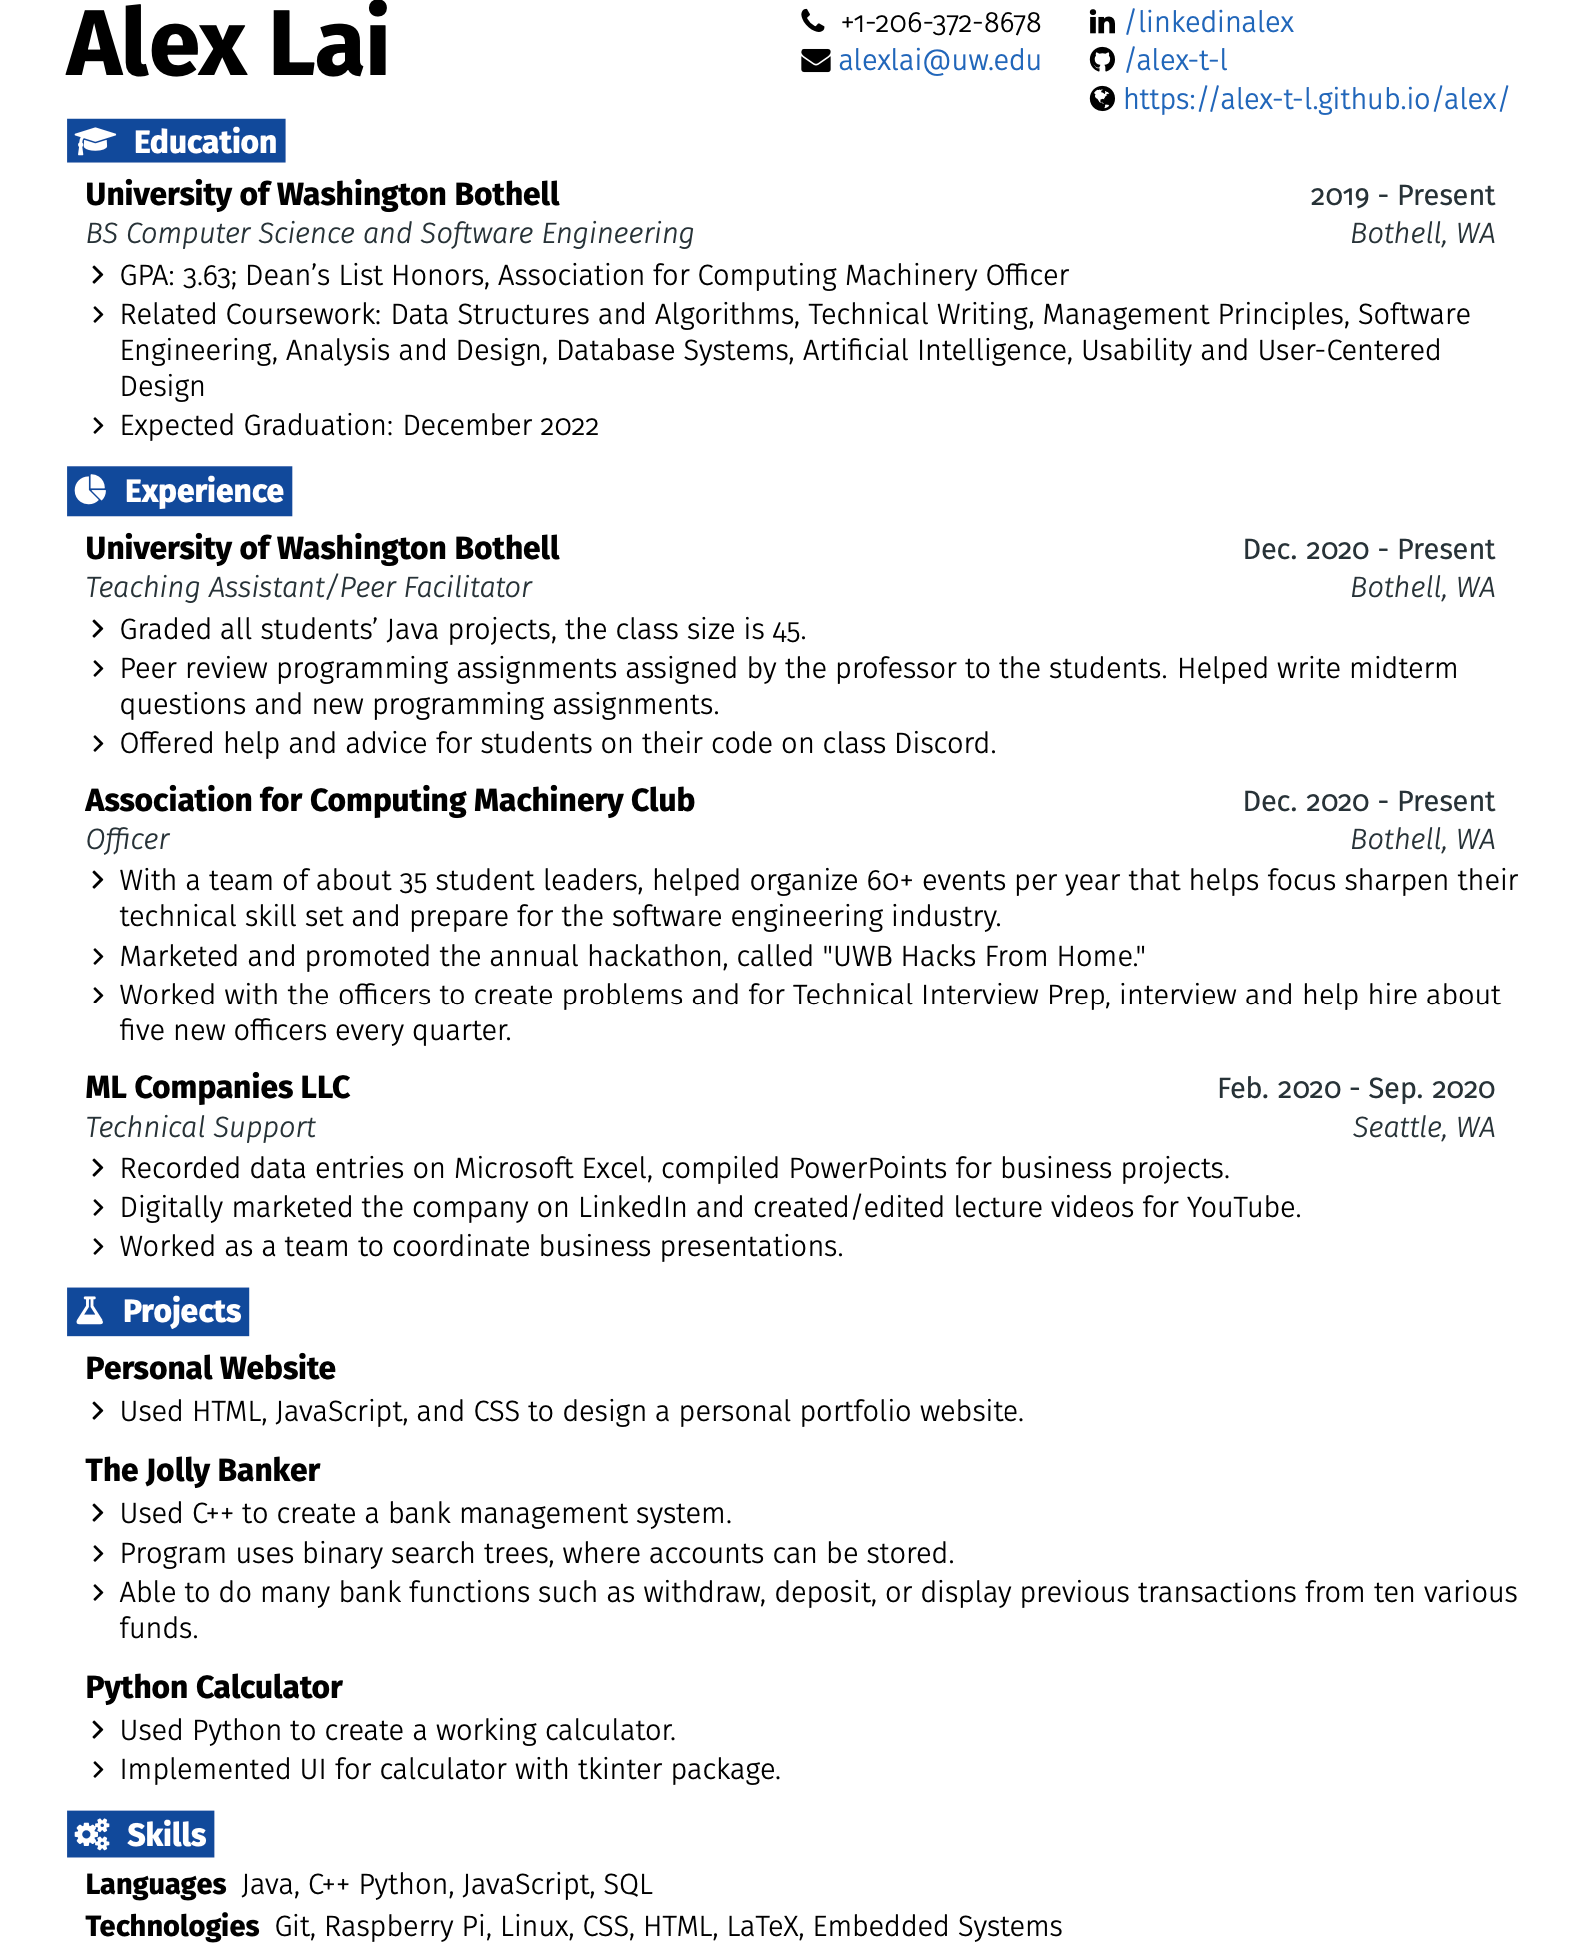 Alex Lai
+1-206-372-8678
alexlai@uw.edu
/linkedinalex
/alex-t-l
https://alex-t-l.github.io/alex/
Education
University of Washington Bothell 2019 - Present
BS Computer Science and Software Engineering Bothell, WA
GPA: 3.63; Dean’s List Honors, Association for Computing Machinery Officer
Related Coursework: Data Structures and Algorithms, Technical Writing, Management Principles, Software
Engineering, Analysis and Design, Database Systems, Artificial Intelligence, Usability and User-Centered
Design
Expected Graduation: December 2022
Experience
University of Washington Bothell Dec. 2020 - Present
Teaching Assistant/Peer Facilitator Bothell, WA
Graded all students’ Java projects, the class size is 45.
Peer review programming assignments assigned by the professor to the students. Helped write midterm
questions and new programming assignments.
Offered help and advice for students on their code on class Discord.
Association for Computing Machinery Club Dec. 2020 - Present
Officer Bothell, WA
With a team of about 35 student leaders, helped organize 60+ events per year that helps focus sharpen their
technical skill set and prepare for the software engineering industry.
Marketed and promoted the annual hackathon, called "UWB Hacks From Home."
Worked with the officers to create problems and for Technical Interview Prep, interview and help hire about
five new officers every quarter.
ML Companies LLC Feb. 2020 - Sep. 2020
Technical Support Seattle, WA
Recorded data entries on Microsoft Excel, compiled PowerPoints for business projects.
Digitally marketed the company on LinkedIn and created/edited lecture videos for YouTube.
Worked as a team to coordinate business presentations.
Projects
Personal Website
Used HTML, JavaScript, and CSS to design a personal portfolio website.
The Jolly Banker
Used C++ to create a bank management system.
Program uses binary search trees, where accounts can be stored.
Able to do many bank functions such as withdraw, deposit, or display previous transactions from ten various
funds.
Python Calculator
Used Python to create a working calculator.
Implemented UI for calculator with tkinter package.
Skills
Languages Java, C++ Python, JavaScript, SQL
Technologies Git, Raspberry Pi, Linux, CSS, HTML, LaTeX, Embedded Systems